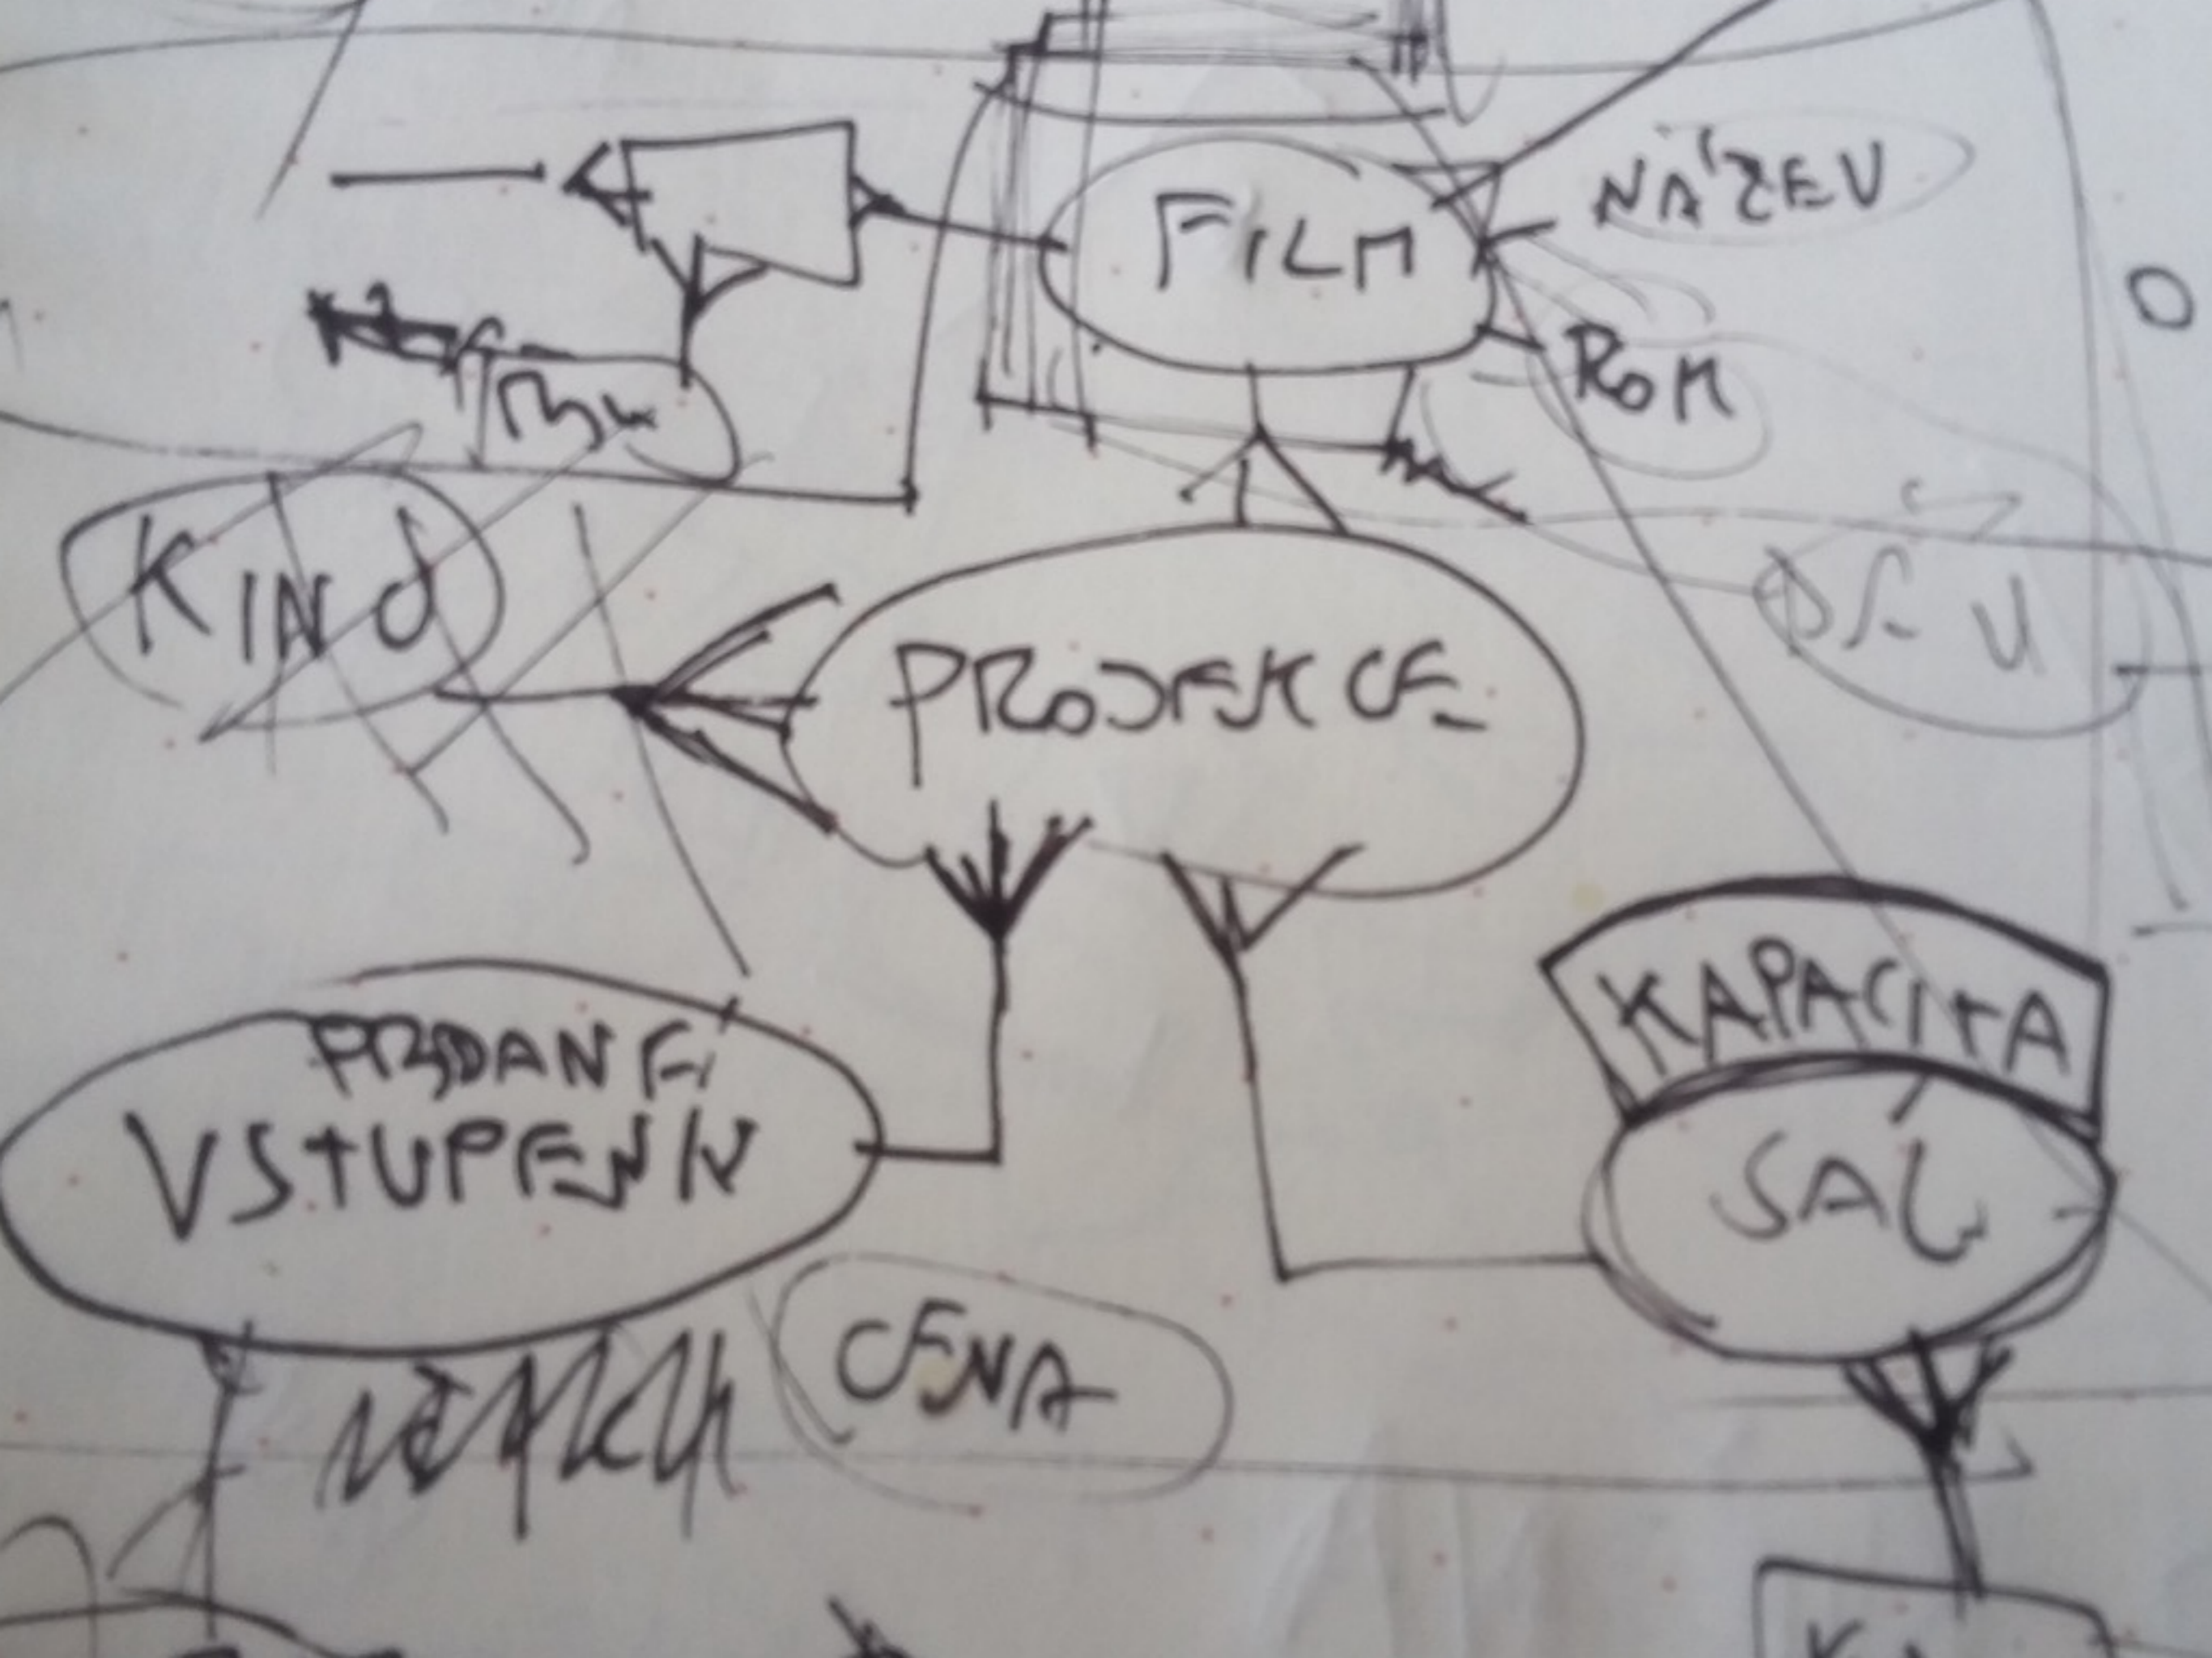 NÁZEV
FILM
ROK
KINO
PROJEKCE
KAPACITA
PRODANÉ
VSTUPENKY
SÁL
CENA